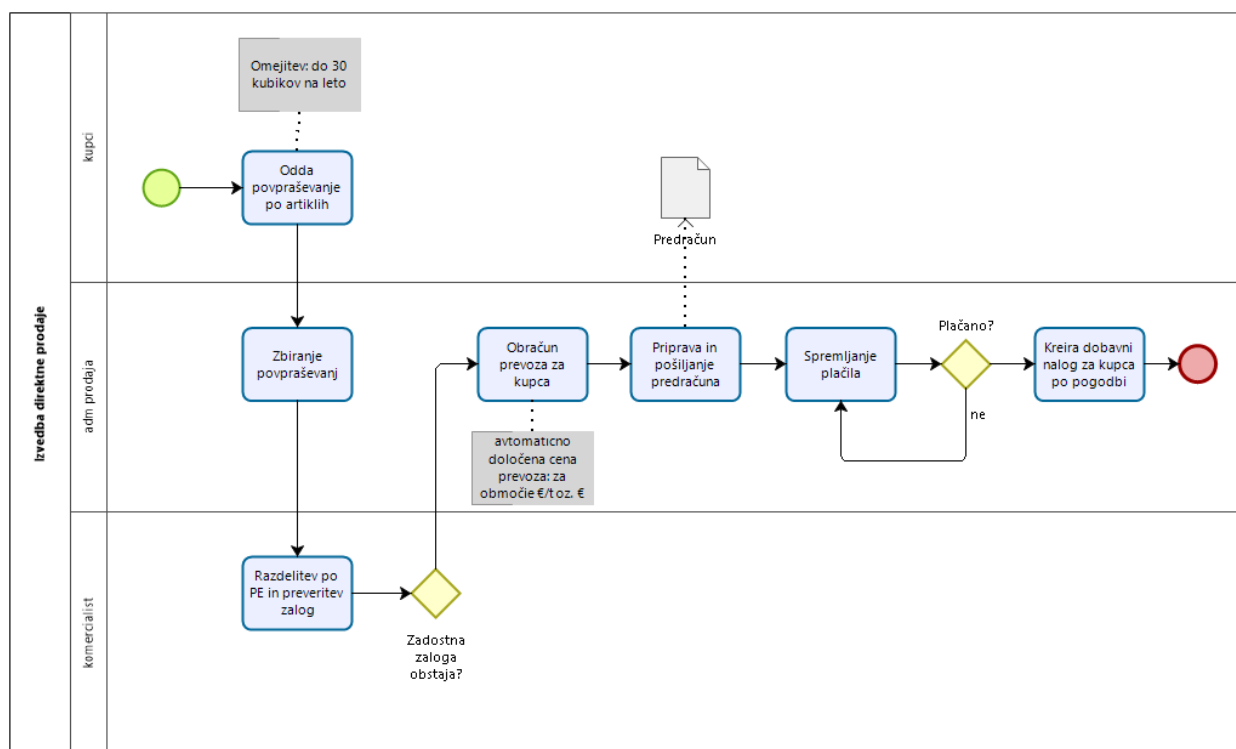 Izvedba direktne prodaje
kupci
Omejitev: do 30
kubikov na leto
Odda
povpraševanje
po artiklih
Predračun
adm prodaja
Zbiranje
povpraševanj
Obračun
prevoza za
kupca
avtomatično
določena cena
prevoza: za
območje €/t oz. €
Priprava in
pošiljanje
predračuna
Spremljanje
plačila
Plačano?
ne
Kreira dobavni
nalog za kupca
po pogodbi
komercialist
Razdelitev po
PE in preveritev
zalog
Zadostna
zaloga
obstaja?